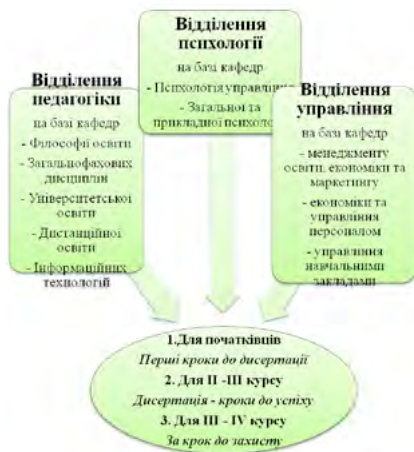 Відділення
педагогіки
на базі кафедр
- Філософії освіти
- Загальнофахових
дисциплін
- Університетської
освіти
- Дистанційної
освіти
- Інформаційних
технологій
Відділення
психології
на базі кафедр
- Психологія управління
- Загальної та
прикладної психології
Відділення
управління
на базі кафедр
- менеджменту
освіти, економіки та
маркетингу
- економіки та
управління
персоналом
- управління
навчальними
закладами
1.Для початківців
Перші кроки до дисертації
2. Для II -III курсу
Дисертація - кроки до успіху
3. Для III - IV курсу
За крок до захисту